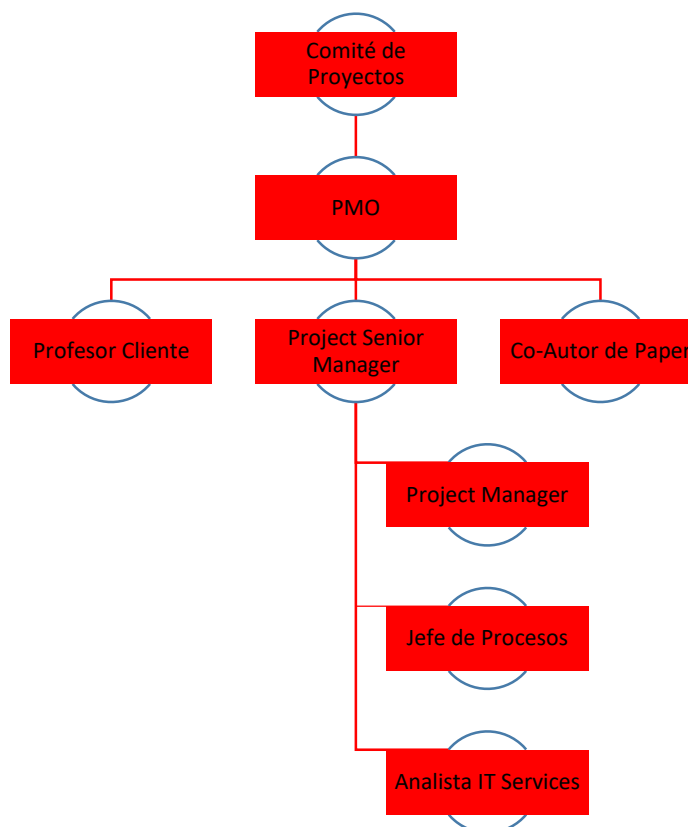 Comité de
Proyectos
PMO
Profesor Cliente
Project Senior
Manager
Co-Autor de Paper
Project Manager
Jefe de Procesos
Analista IT Services